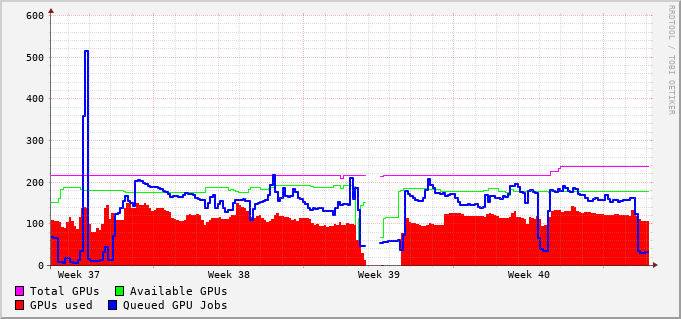 600
500
400
300
200
100
0
Week 37 Week 38 Week 39 Week 40
Total GPUs Available GPUs
GPUs used Queued GPU Jobs
RRDTOOL / TOBI OETIKER